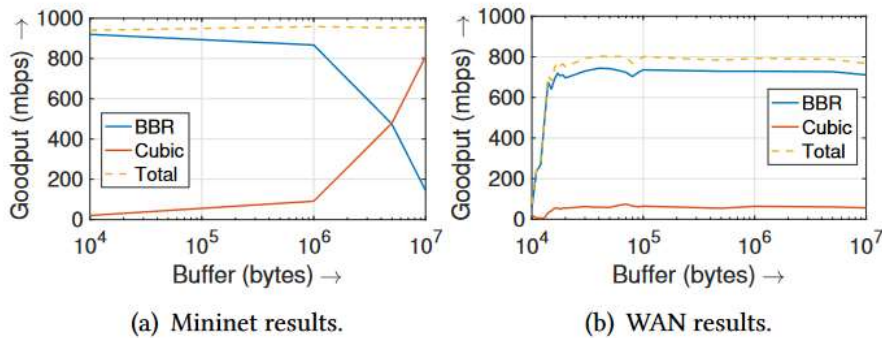 1000
800
600
400
200
0
Goodput (mbps) →
BBR
Cubic
Total
10^4
10^5
10^6
10^7
Buffer (bytes) →
(a) Mininet results.
1000
800
600
400
200
0
Goodput (mbps) →
BBR
Cubic
Total
10^4
10^5
10^6
10^7
Buffer (bytes) →
(b) WAN results.